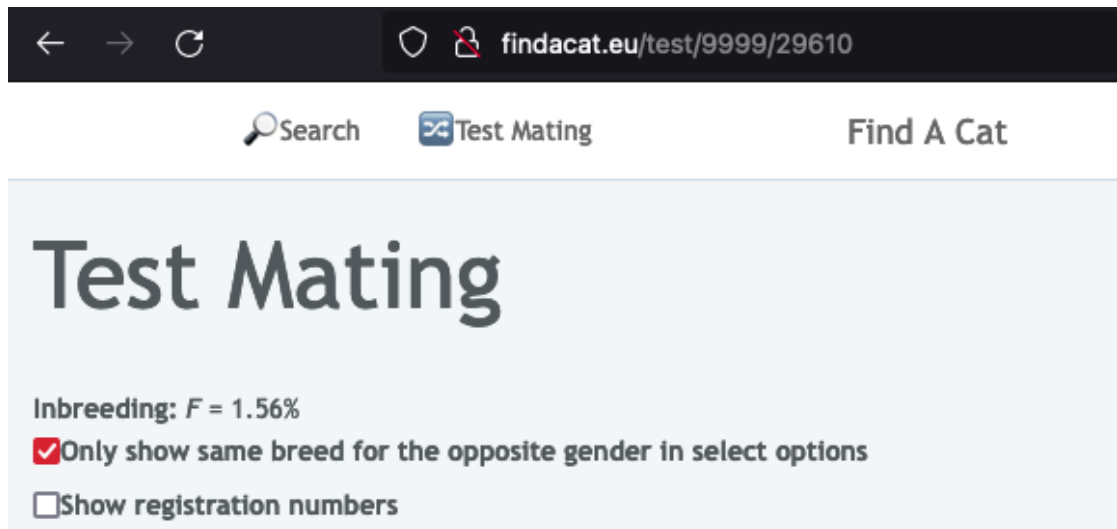 findacat.eu/test/9999/29610
Search Test Mating Find A Cat
Test Mating
Inbreeding: F = 1.56%
Only show same breed for the opposite gender in select options
Show registration numbers